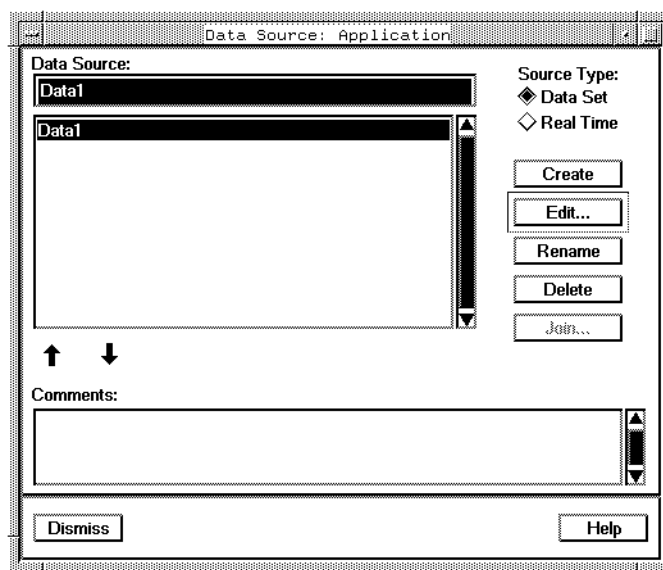 Data Source: Application
Data Source:
Data1
Data1
Source Type:
Data Set
Real Time
Create
Edit...
Rename
Delete
Join...
Comments:
Dismiss
Help